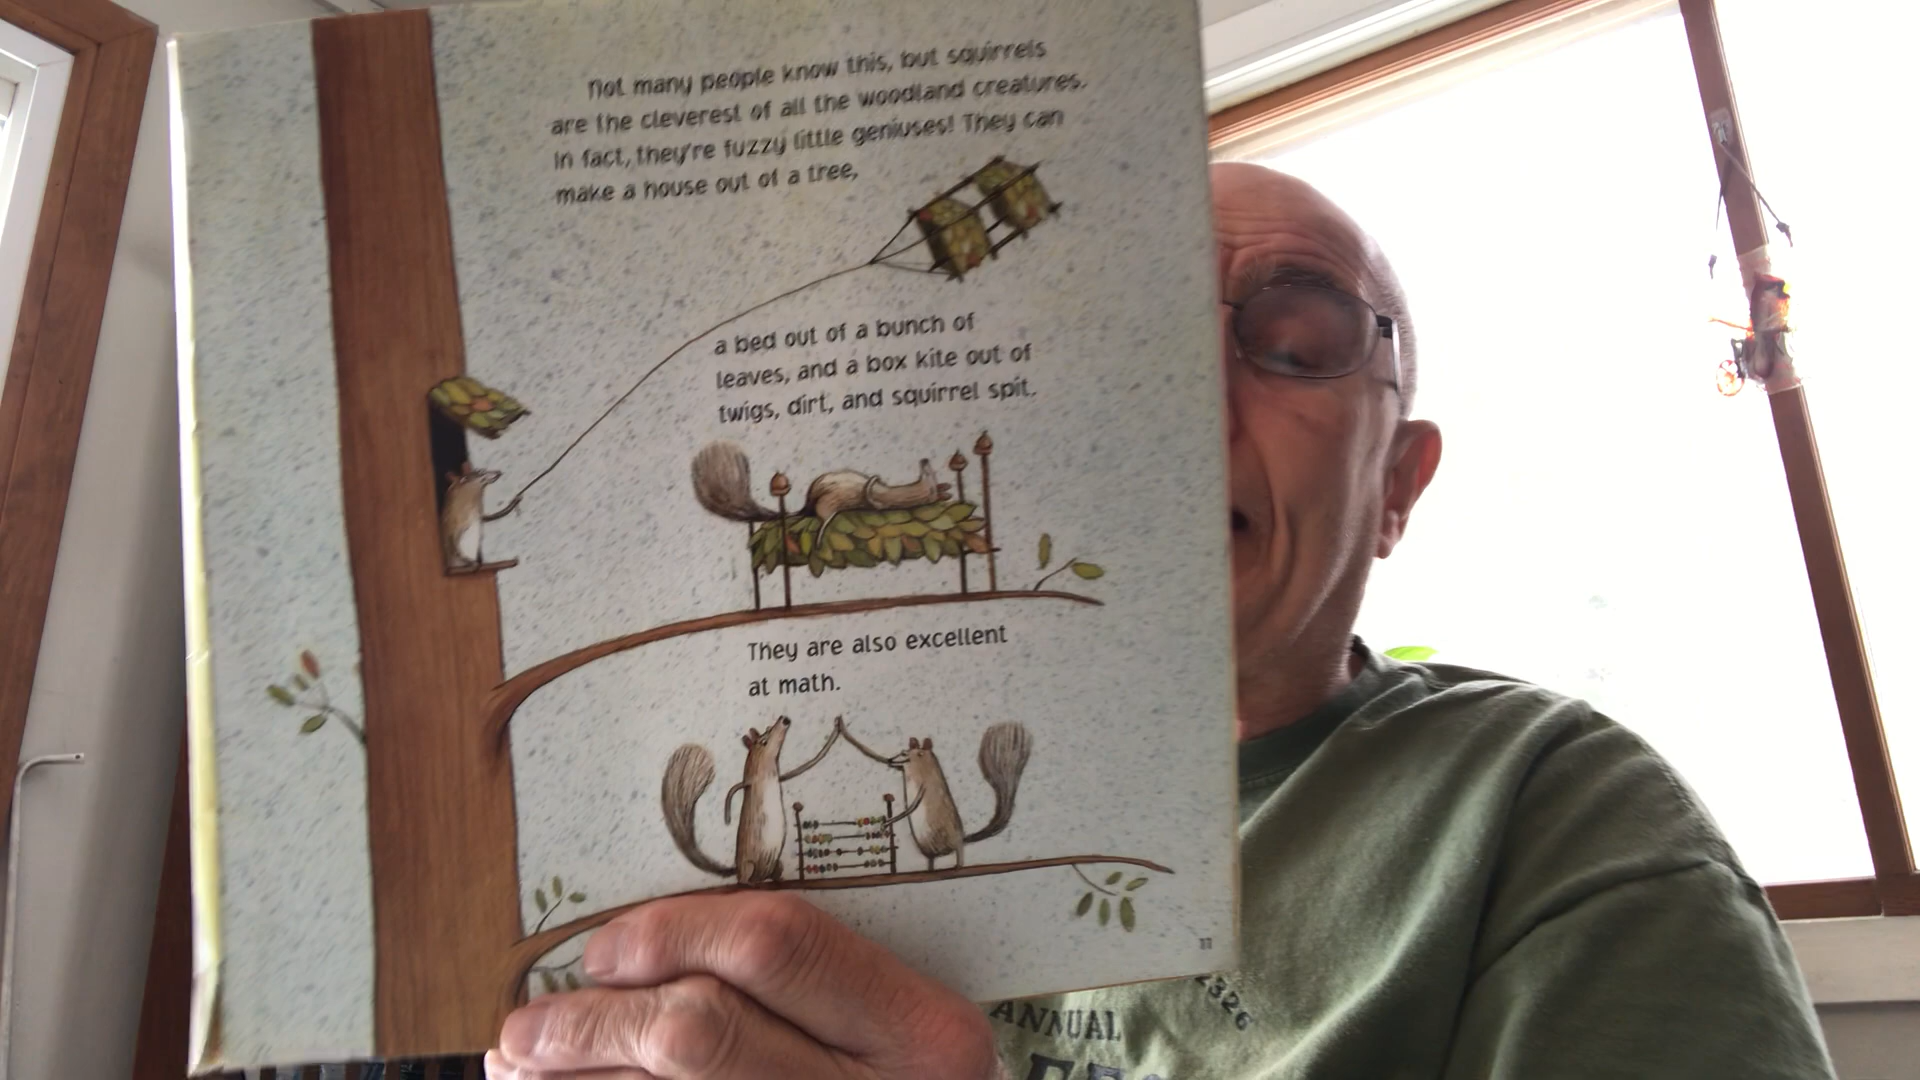 Not many people know this, but squirrels
are the cleverest of all the woodland creatures.
In fact, they're fuzzy little geniuses! They can
make a house out of a tree,
a bed out of a bunch of
leaves, and a box kite out of
twigs, dirt, and squirrel spit.
They are also excellent
at math.
11
2326
ANNUAL